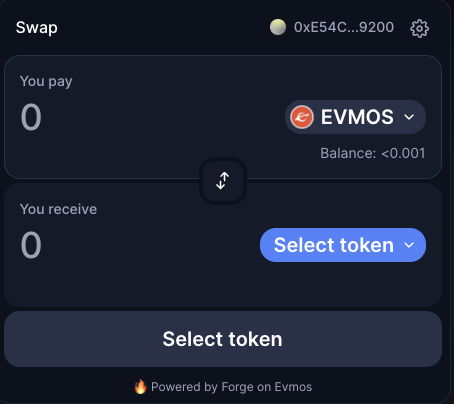 Swap
0xE54C...9200
You pay
0
EVMOS
Balance: <0.001
You receive
0
Select token
Select token
🔥 Powered by Forge on Evmos